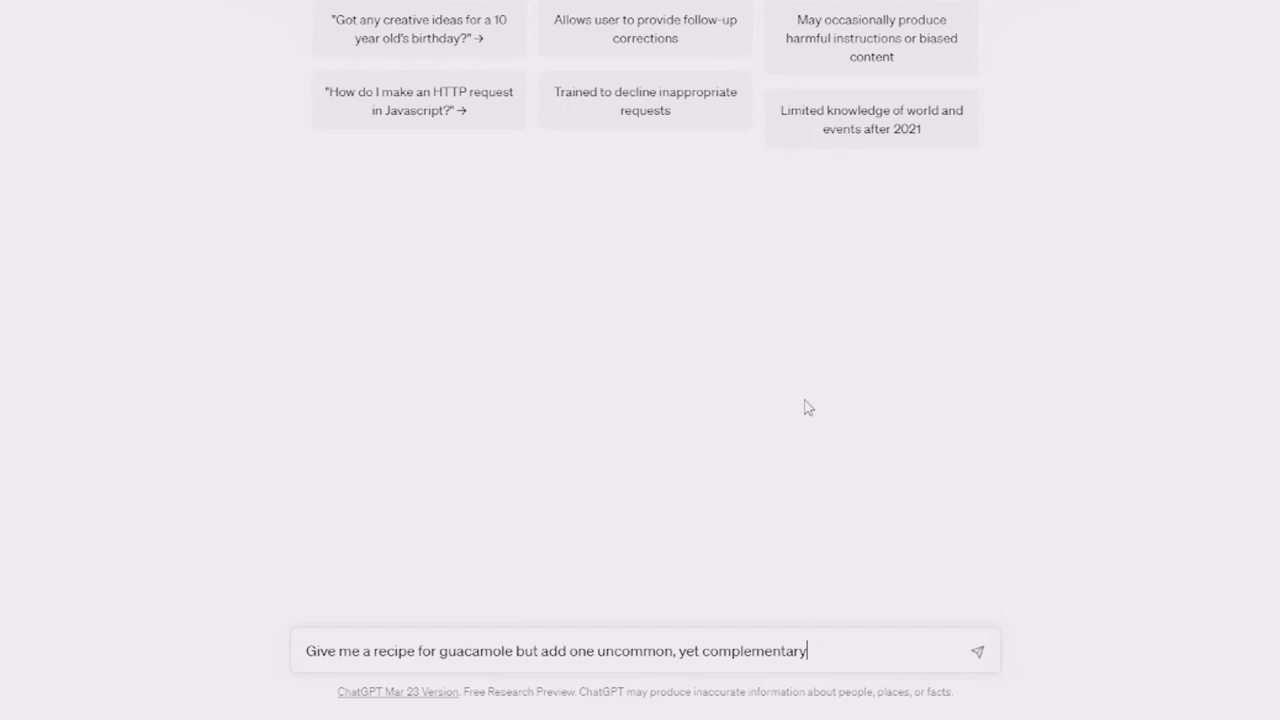 "Got any creative ideas for a 10
year old's birthday?" →
"How do I make an HTTP request
in Javascript?" →
Allows user to provide follow-up
corrections
Trained to decline inappropriate
requests
May occasionally produce
harmful instructions or biased
content
Limited knowledge of world and
events after 2021
Give me a recipe for guacamole but add one uncommon, yet complementary
ChatGPT Mar 23 Version. Free Research Preview. ChatGPT may produce inaccurate information about people, places, or facts.